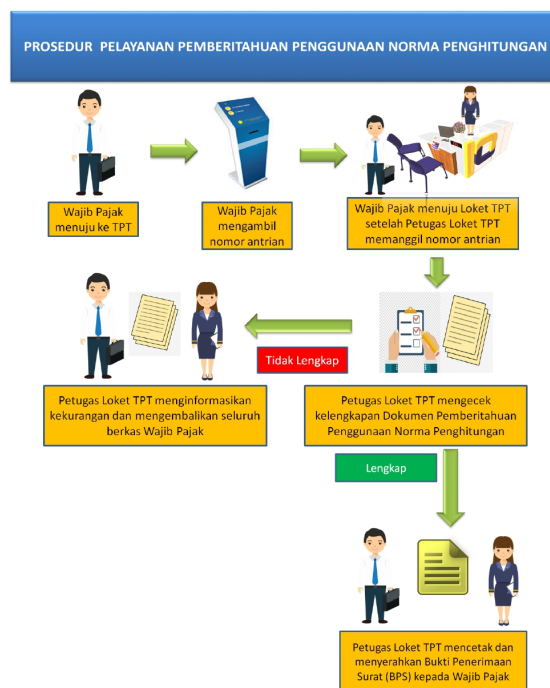 PROSEDUR PELAYANAN PEMBERITAHUAN PENGGUNAAN NORMA PENGHITUNGAN
Wajib Pajak
menuju ke TPT
Wajib Pajak
mengambil
nomor antrian
Wajib Pajak menuju Loket TPT
setelah Petugas Loket TPT
memanggil nomor antrian
Tidak Lengkap
Petugas Loket TPT menginformasikan
kekurangan dan mengembalikan seluruh
berkas Wajib Pajak
Petugas Loket TPT mengecek
kelengkapan Dokumen Pemberitahuan
Penggunaan Norma Penghitungan
Lengkap
Petugas Loket TPT mencetak dan
menyerahkan Bukti Penerimaan
Surat (BPS) kepada Wajib Pajak